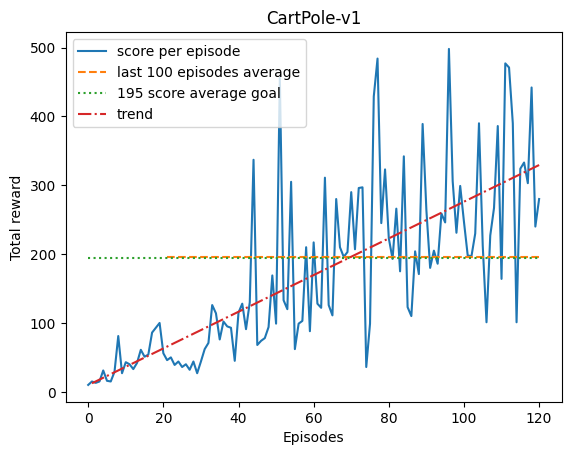 CartPole-v1
500
400
300
200
100
0
Total reward
score per episode
last 100 episodes average
195 score average goal
trend
0
20
40
60
80
100
120
Episodes